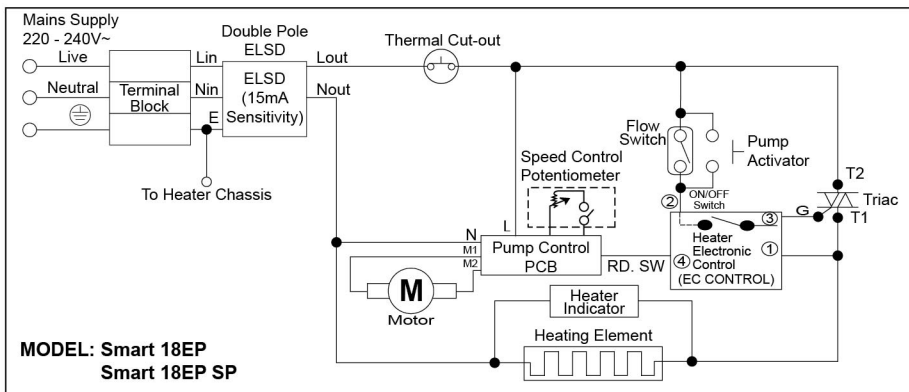 Mains Supply
220 - 240V~
Live
Neutral
Terminal
Block
Lin
Nin
E
To Heater Chassis
Double Pole
ELSD
ELSD
(15mA
Sensitivity)
Lout
Nout
Thermal Cut-out
Flow
Switch
Pump
Activator
Speed Control
Potentiometer
② ON/OFF
Switch
T2
Triac
G
T1
③
Heater
Electronic
Control
(EC CONTROL)
①
④
L
N
M1
M2
Pump Control
PCB
RD. SW
M
Motor
Heater
Indicator
Heating Element
MODEL: Smart 18EP
Smart 18EP SP